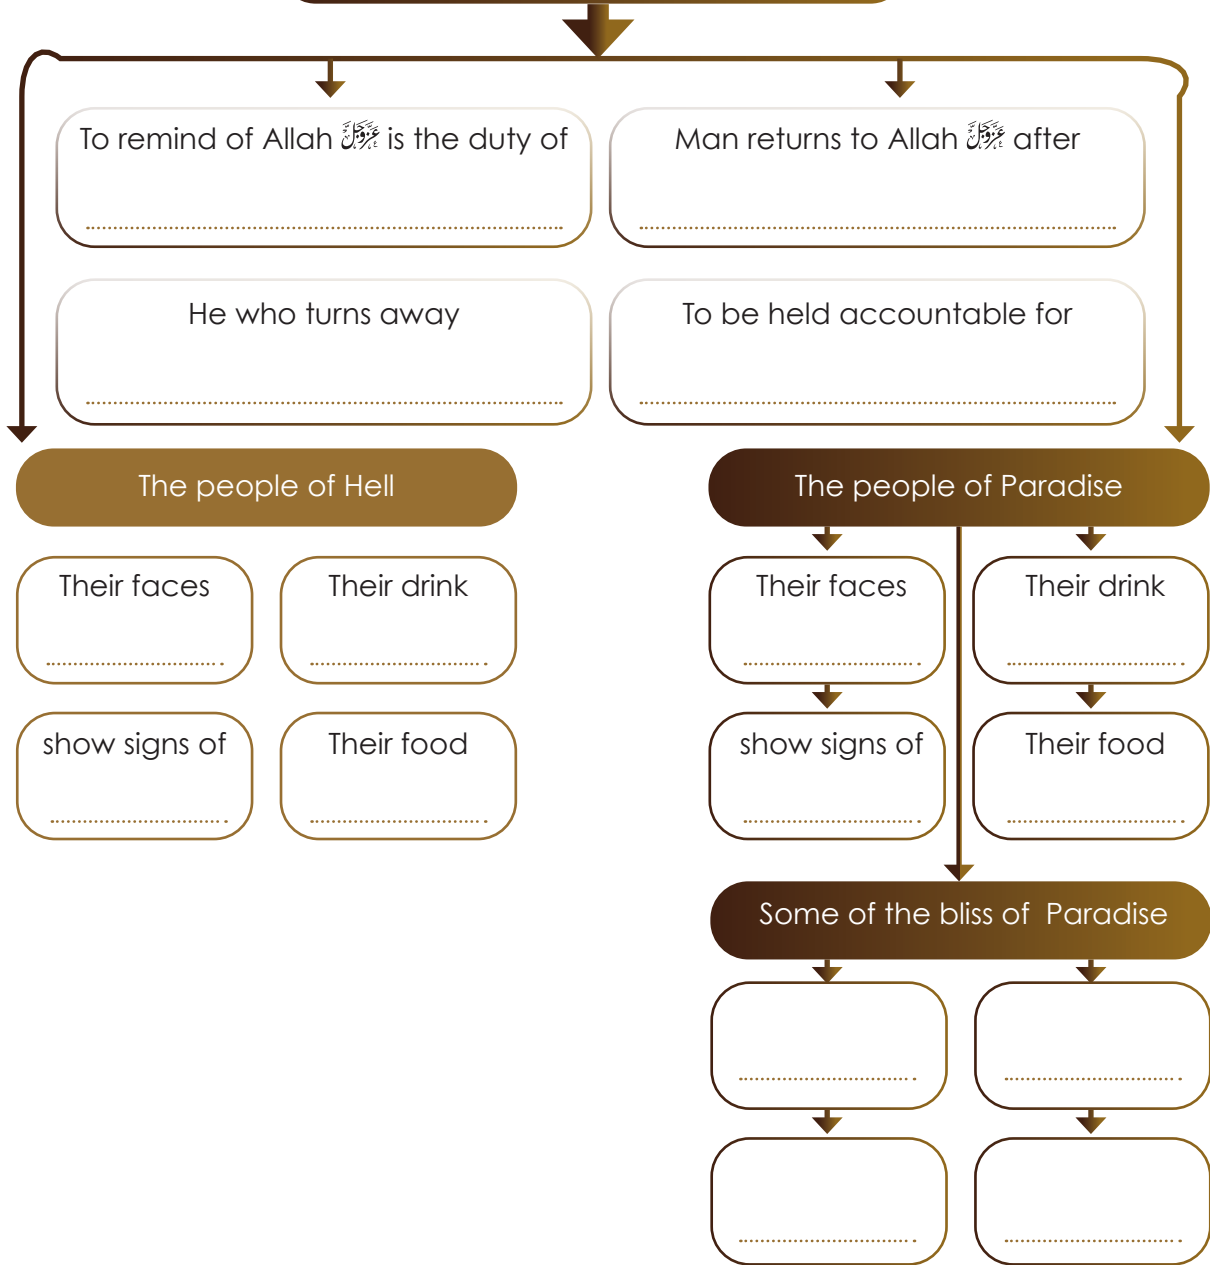 To remind of Allah عَزَّوَجَلَّ is the duty of
Man returns to Allah عَزَّوَجَلَّ after
He who turns away
To be held accountable for
The people of Hell
The people of Paradise
Their faces
Their drink
Their faces
Their drink
show signs of
Their food
show signs of
Their food
Some of the bliss of Paradise